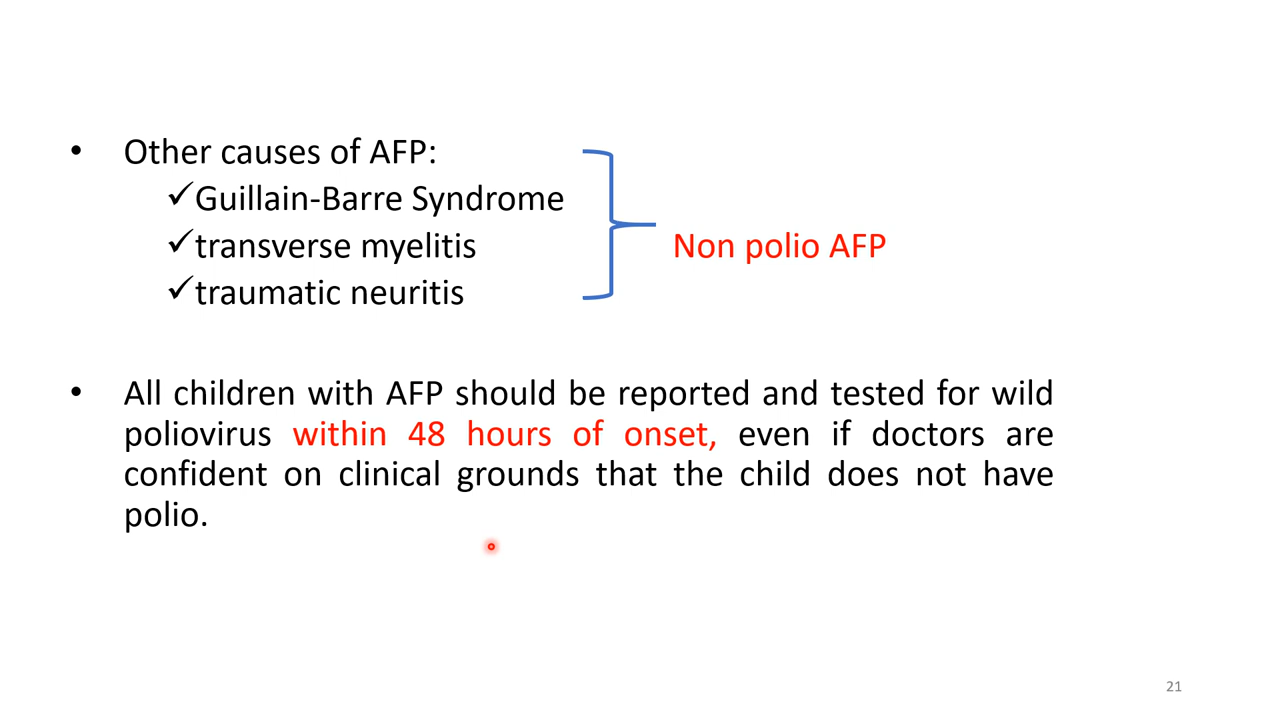 • Other causes of AFP:
✓Guillain-Barre Syndrome
✓transverse myelitis
Non polio AFP
✓traumatic neuritis
• All children with AFP should be reported and tested for wild
poliovirus within 48 hours of onset, even if doctors are
confident on clinical grounds that the child does not have
polio.
21